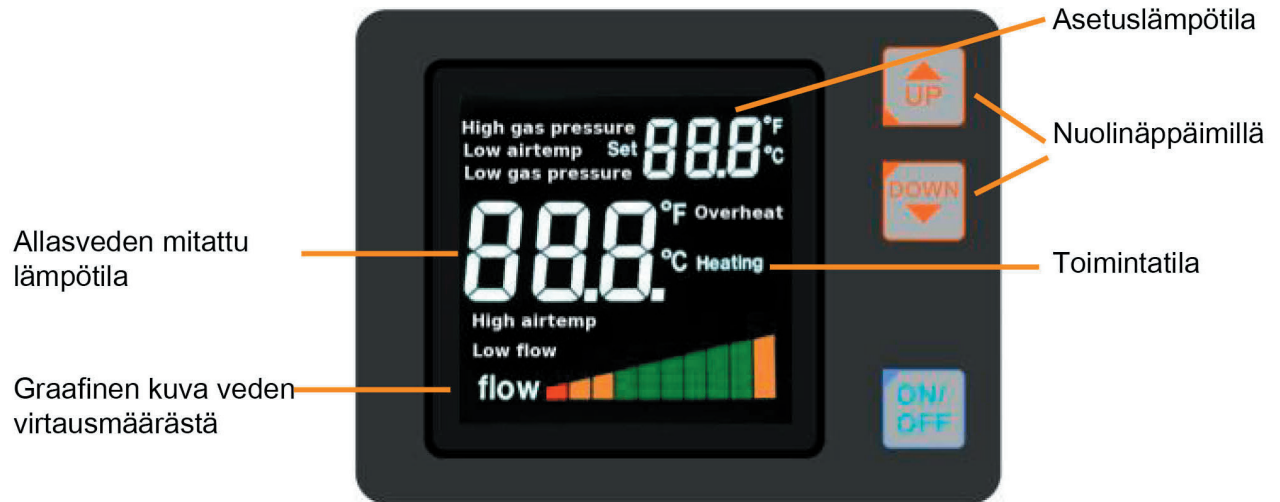 Asetuslämpötila
UP
High gas pressure
Low airtemp Set 88.8 °F
°C
Low gas pressure
Nuolinäppäimillä
DOWN
88.8. °F Overheat
°C Heating
Allasveden mitattu
lämpötila
Toimintatila
High airtemp
Low flow
flow
Graafinen kuva veden
virtausmäärästä
ON/
OFF